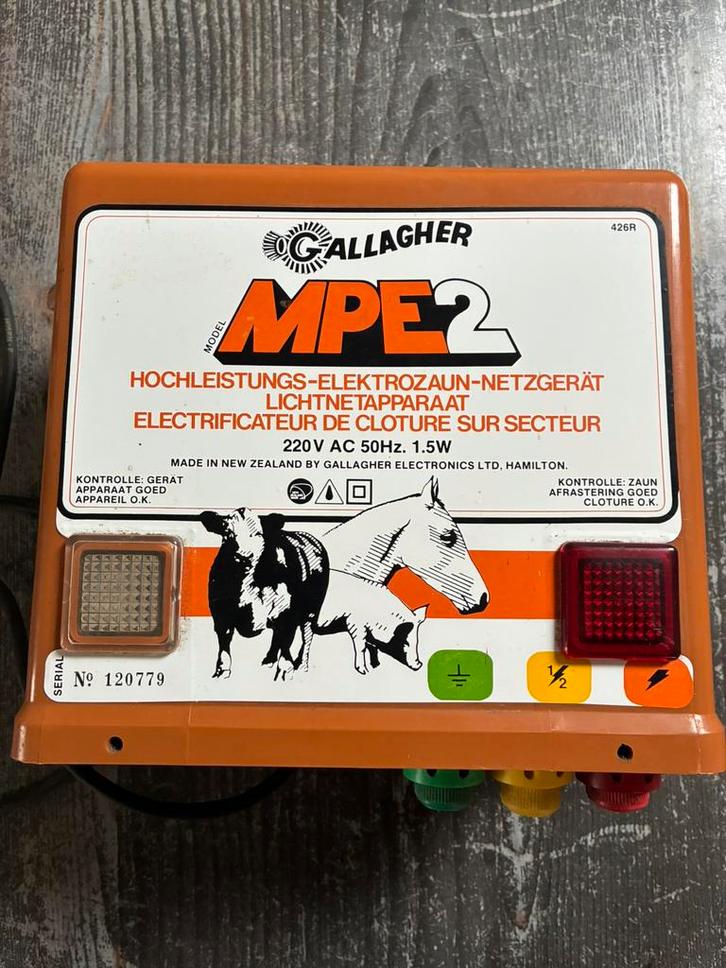 426R
GALLAGHER
MODEL MPE2
HOCHLEISTUNGS-ELEKTROZAUN-NETZGERÄT
LICHTNETAPPARAAT
ELECTRIFICATEUR DE CLOTURE SUR SECTEUR
220V AC 50Hz. 1.5W
MADE IN NEW ZEALAND BY GALLAGHER ELECTRONICS LTD, HAMILTON.
KONTROLLE: GERÄT
APPARAAT GOED
APPAREIL O.K.
KONTROLLE: ZAUN
AFRASTERING GOED
CLOTURE O.K.
SERIAL Nº 120779
1/2